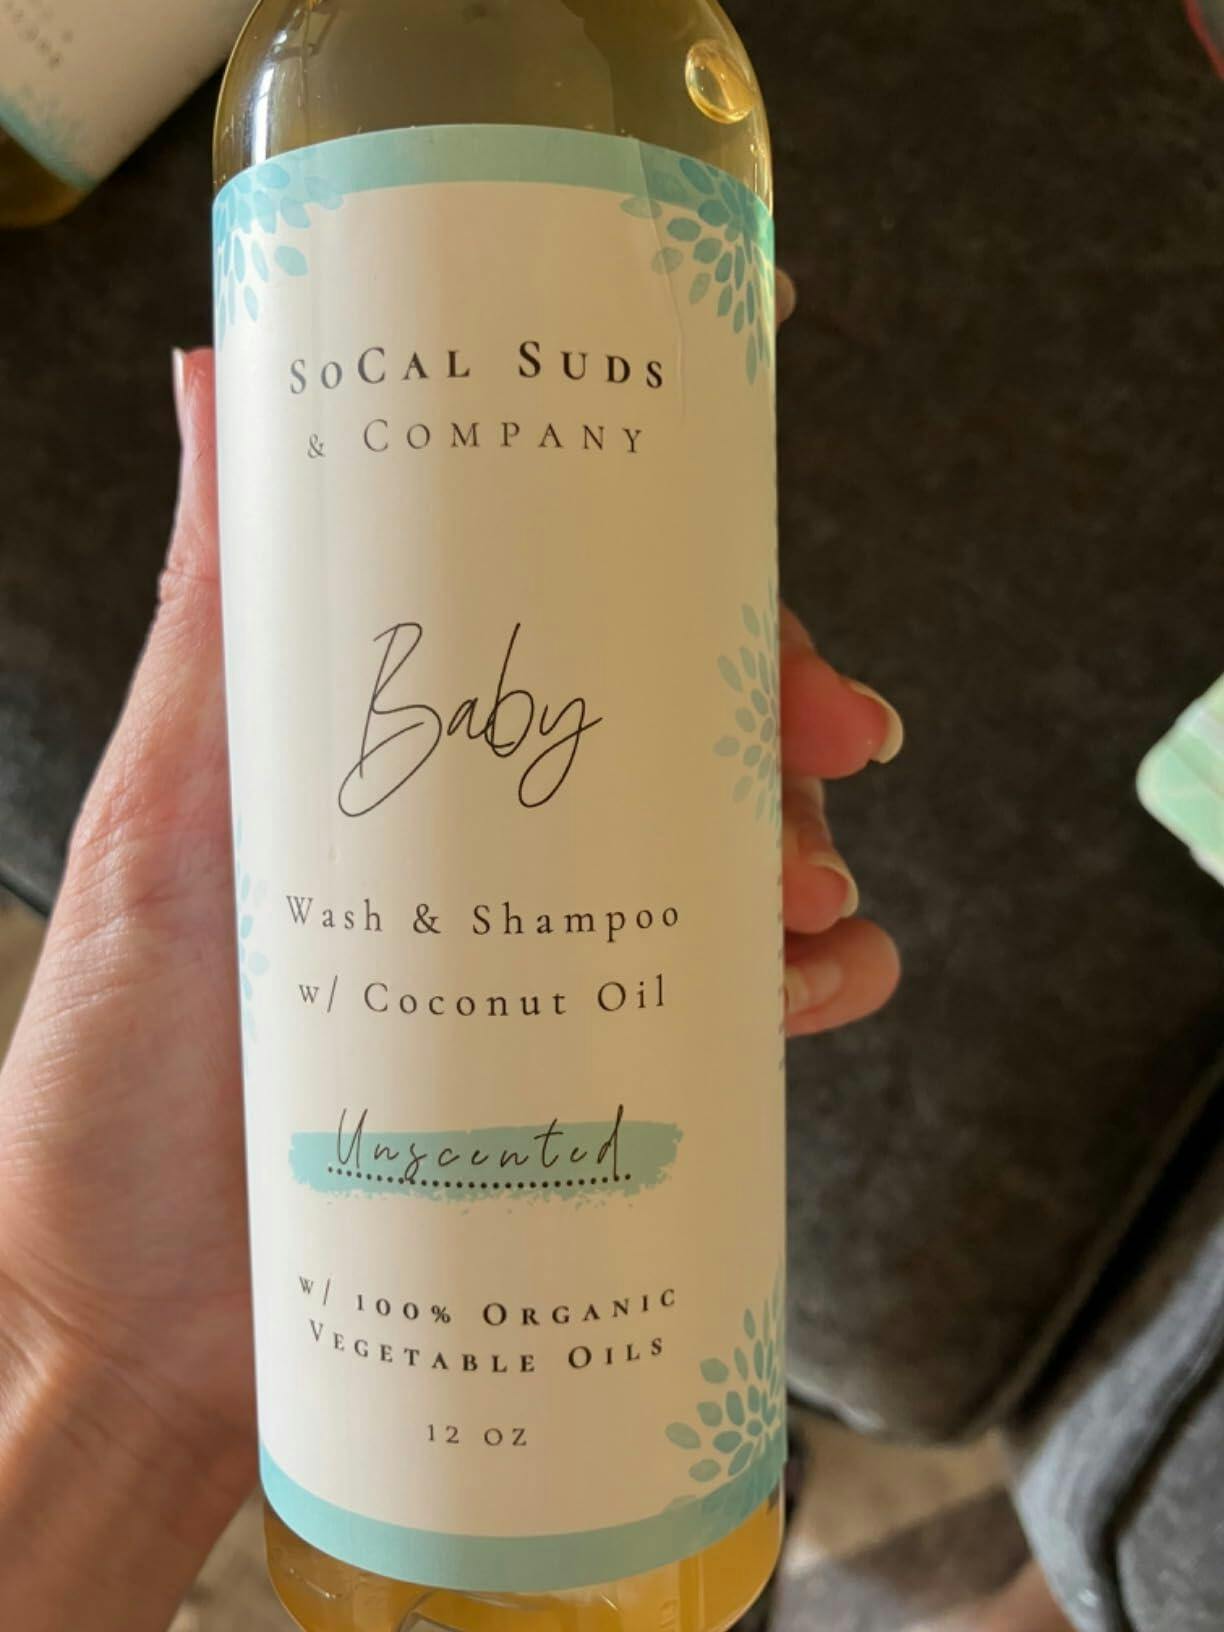 SoCal Suds
& Company
Baby
Wash & Shampoo
w/ Coconut Oil
Unscented
w/ 100% Organic
Vegetable Oils
12 oz